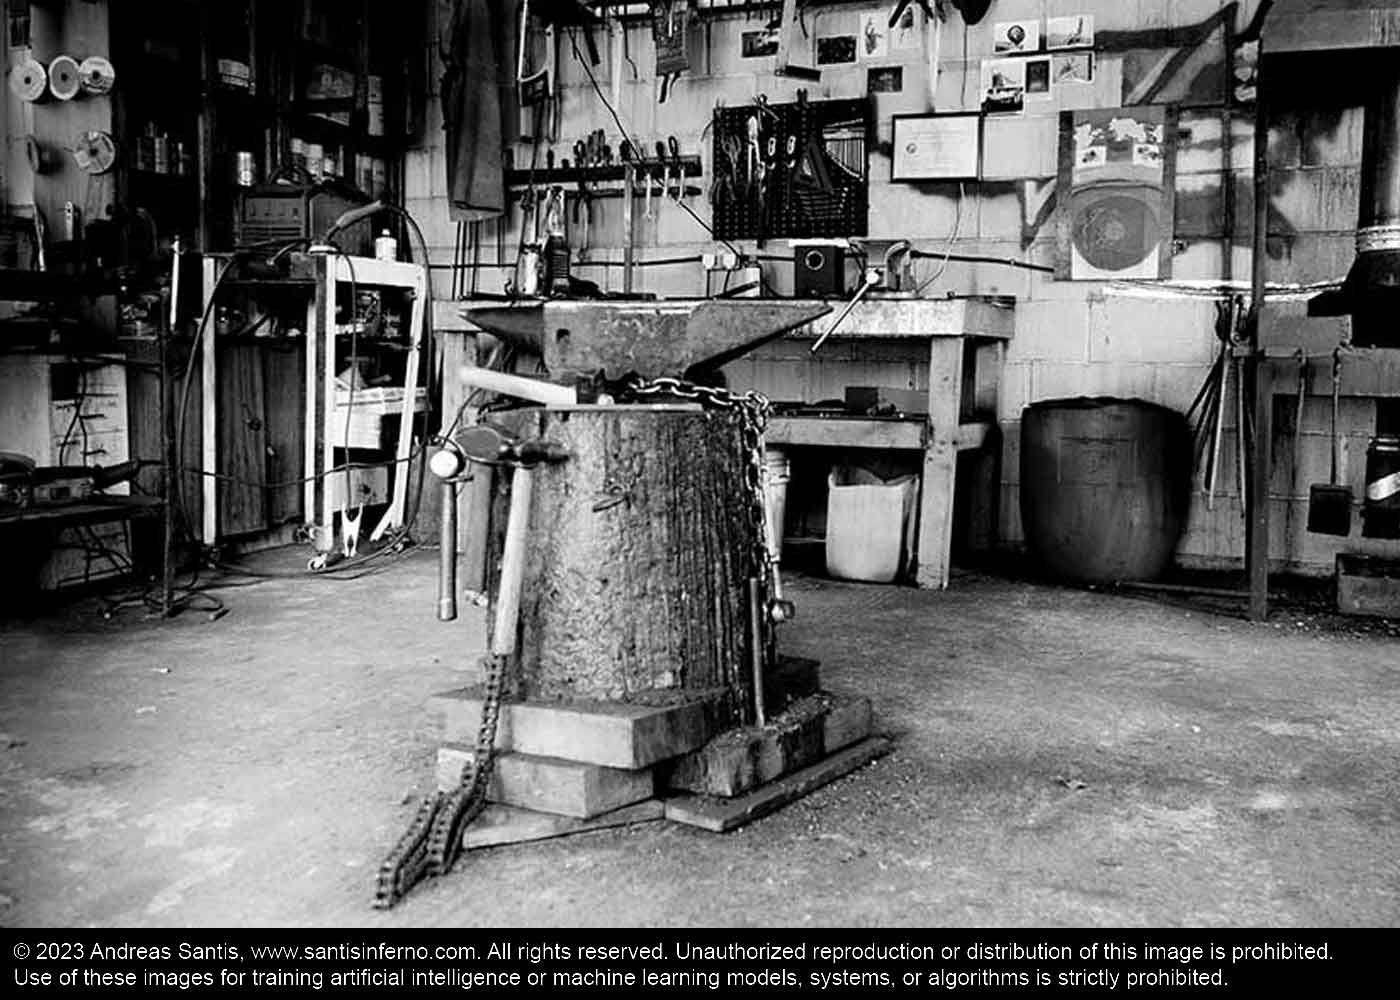 © 2023 Andreas Santis, www.santisinferno.com. All rights reserved. Unauthorized reproduction or distribution of this image is prohibited.
Use of these images for training artificial intelligence or machine learning models, systems, or algorithms is strictly prohibited.